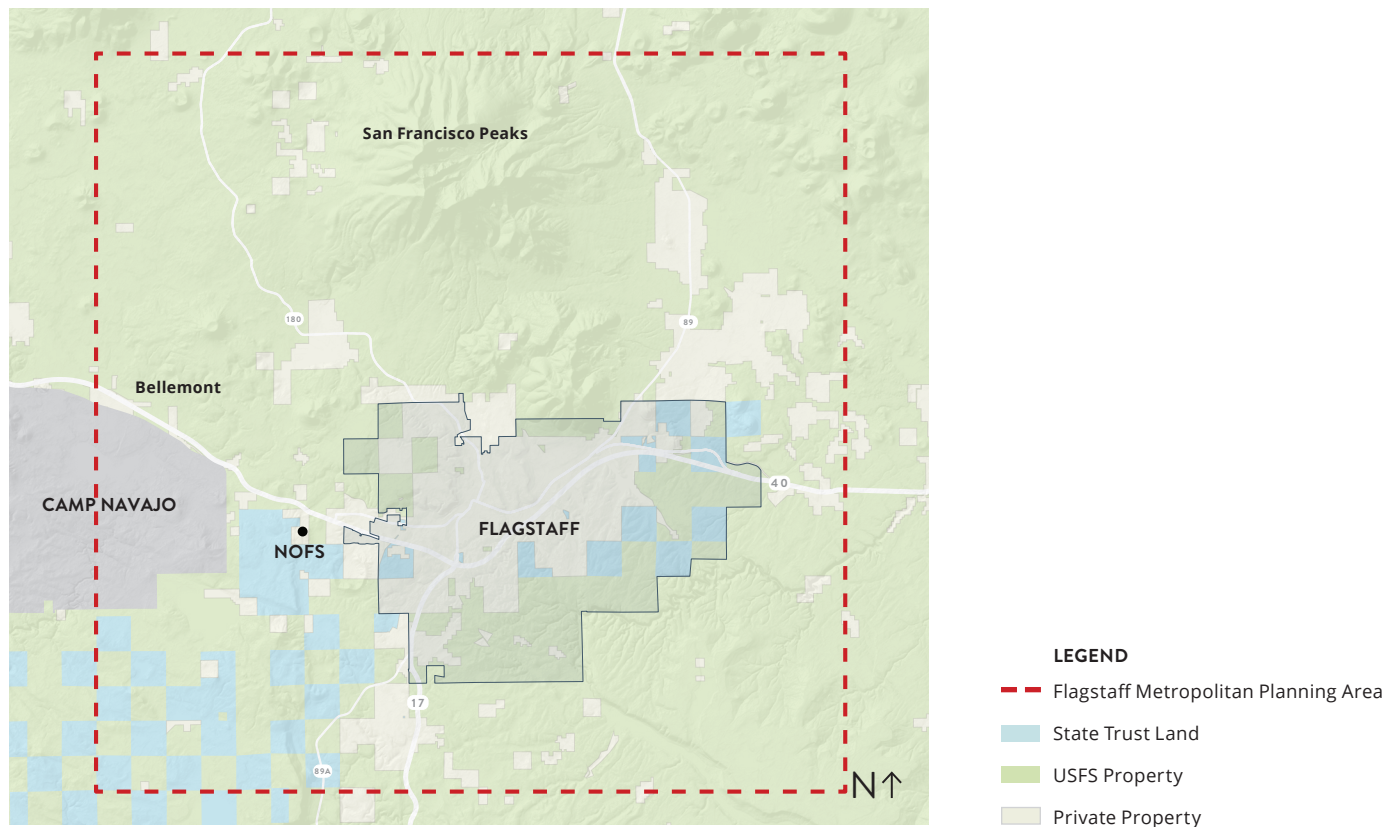 San Francisco Peaks
180
89
Bellemont
40
CAMP NAVAJO
FLAGSTAFF
NOFS
17
89A
N↑
LEGEND
Flagstaff Metropolitan Planning Area
State Trust Land
USFS Property
Private Property